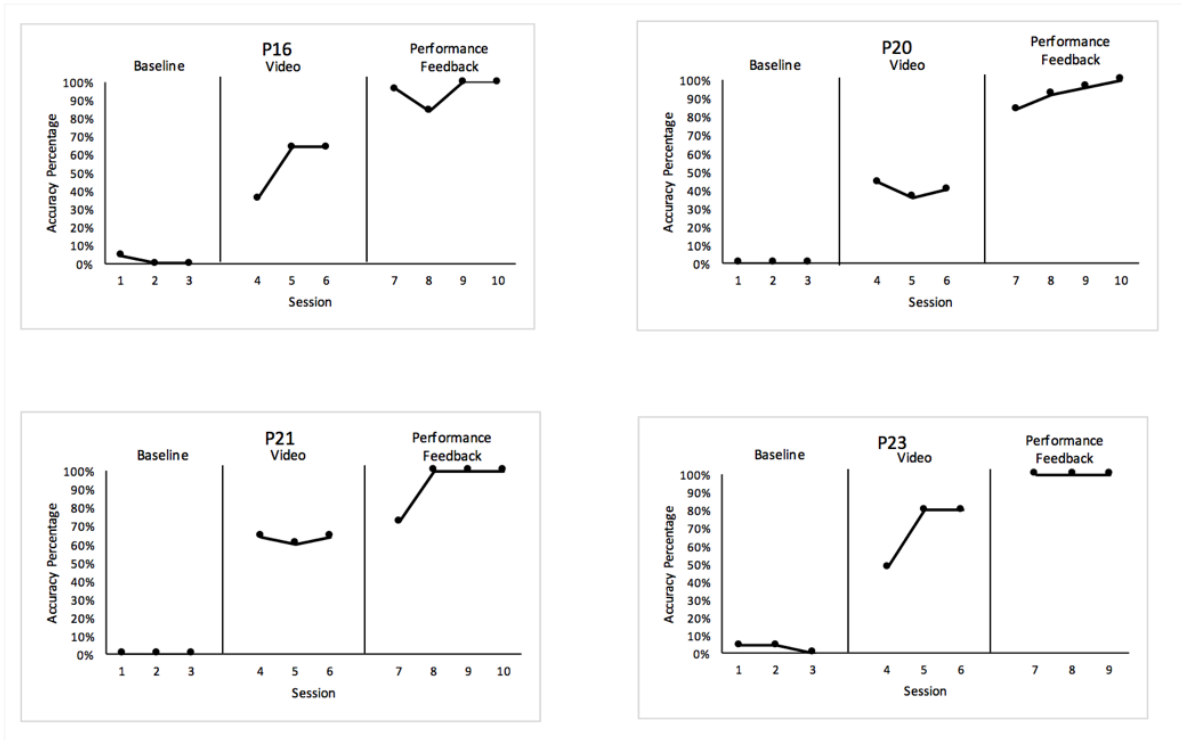 P16
Baseline
Video
Performance
Feedback
100%
90%
80%
70%
60%
50%
40%
30%
20%
10%
0%
Accuracy Percentage
1 2 3 4 5 6 7 8 9 10
Session
P20
Baseline
Video
Performance
Feedback
100%
90%
80%
70%
60%
50%
40%
30%
20%
10%
0%
Accuracy Percentage
1 2 3 4 5 6 7 8 9 10
Session
P21
Baseline
Video
Performance
Feedback
100%
90%
80%
70%
60%
50%
40%
30%
20%
10%
0%
Accuracy Percentage
1 2 3 4 5 6 7 8 9 10
Session
P23
Baseline
Video
Performance
Feedback
100%
90%
80%
70%
60%
50%
40%
30%
20%
10%
0%
Accuracy Percentage
1 2 3 4 5 6 7 8 9
Session